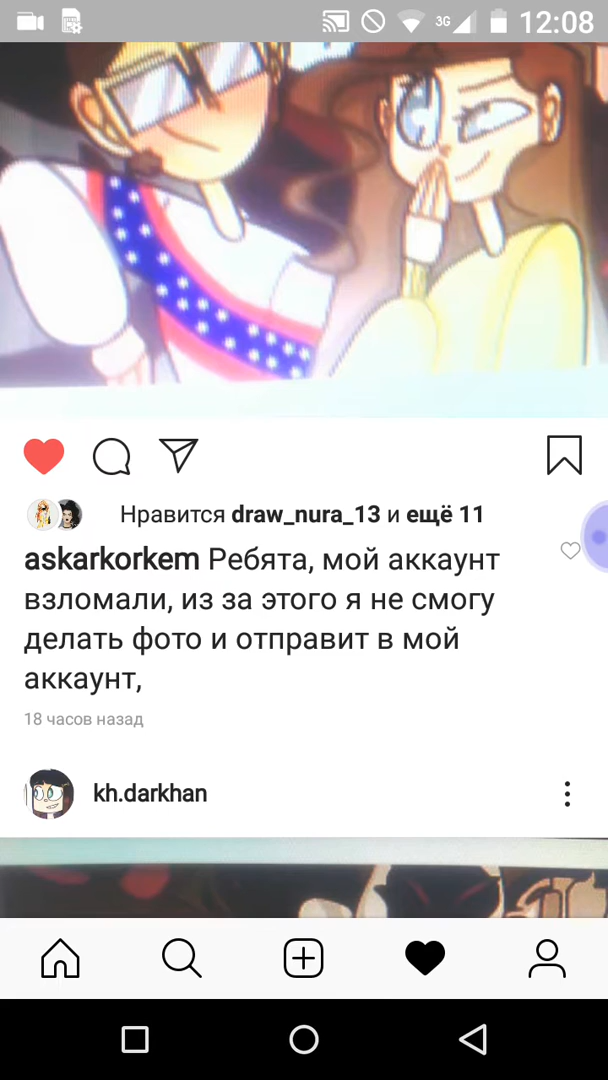 3G 12:08
Нравится draw_nura_13 и ещё 11
askarkorkem Ребята, мой аккаунт
взломали, из за этого я не смогу
делать фото и отправит в мой
аккаунт,
18 часов назад
kh.darkhan